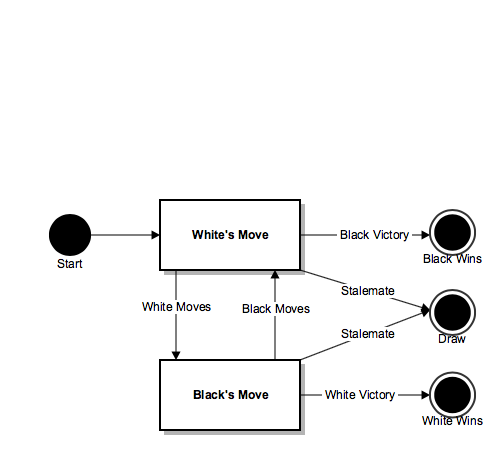 White's Move
Black Victory
Start
Black Wins
Stalemate
White Moves
Black Moves
Stalemate
Draw
Black's Move
White Victory
White Wins